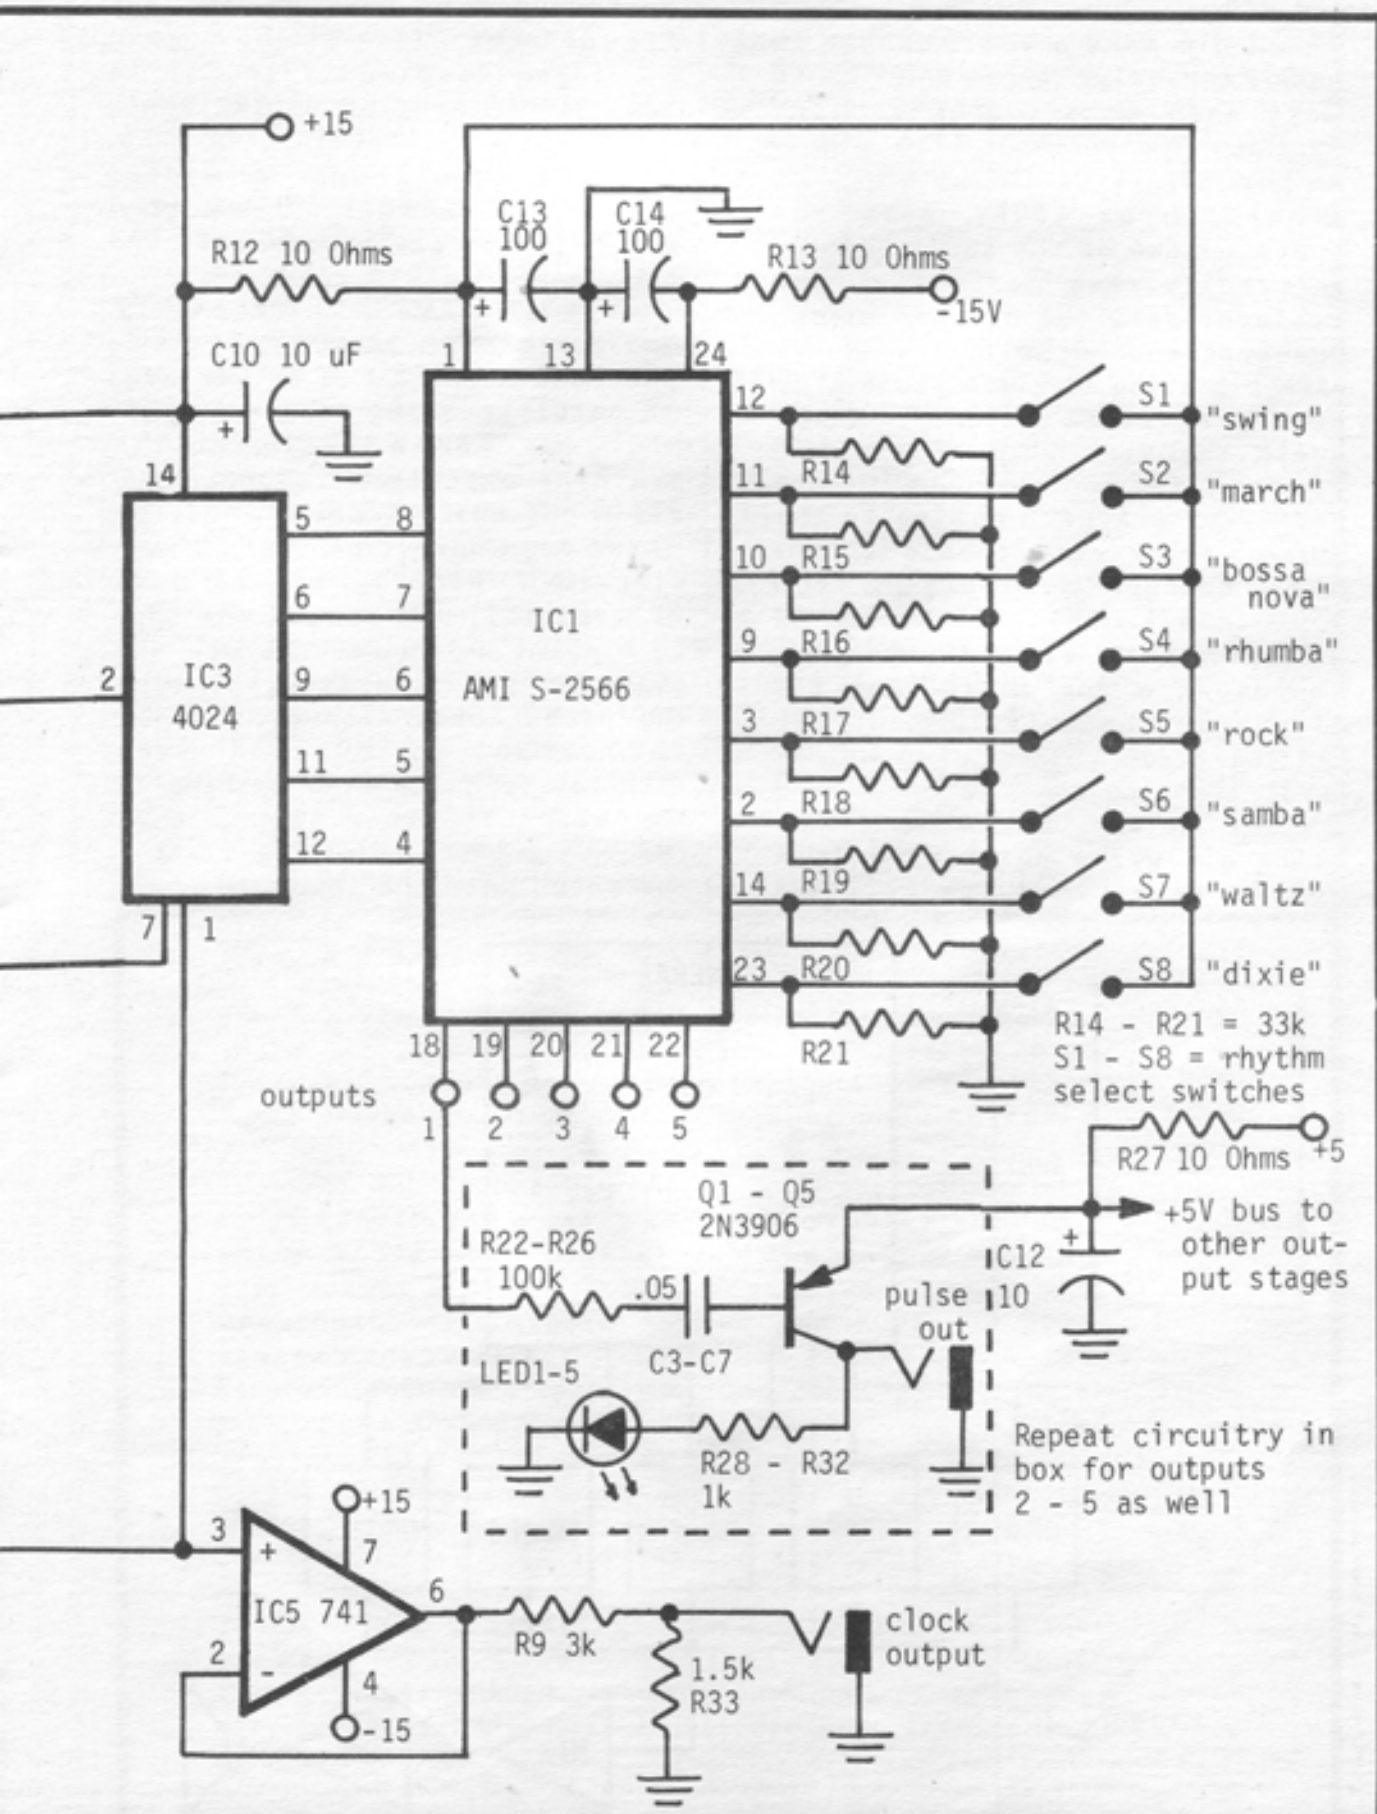 +15
C13
100
C14
100
R12 10 Ohms
R13 10 Ohms
-15V
+
+
C10 10 uF
+
1
13
24
14
12
S1
"swing"
R14
11
S2
"march"
R15
10
S3
"bossa
nova"
R16
9
S4
"rhumba"
R17
3
S5
"rock"
R18
2
S6
"samba"
R19
14
S7
"waltz"
R20
23
S8
"dixie"
R21
5
8
6
7
9
6
11
5
12
4
2
IC3
4024
IC1
AMI S-2566
7
1
R14 - R21 = 33k
S1 - S8 = rhythm
select switches
18
19
20
21
22
outputs
1
2
3
4
5
R27 10 Ohms
+5
Q1 - Q5
2N3906
+5V bus to
other out-
put stages
R22-R26
100k
.05
C3-C7
+
C12
10
pulse
out
LED1-5
R28 - R32
1k
Repeat circuitry in
box for outputs
2 - 5 as well
+15
3
+
7
IC5 741
6
2
-
4
-15
R9 3k
1.5k
R33
clock
output